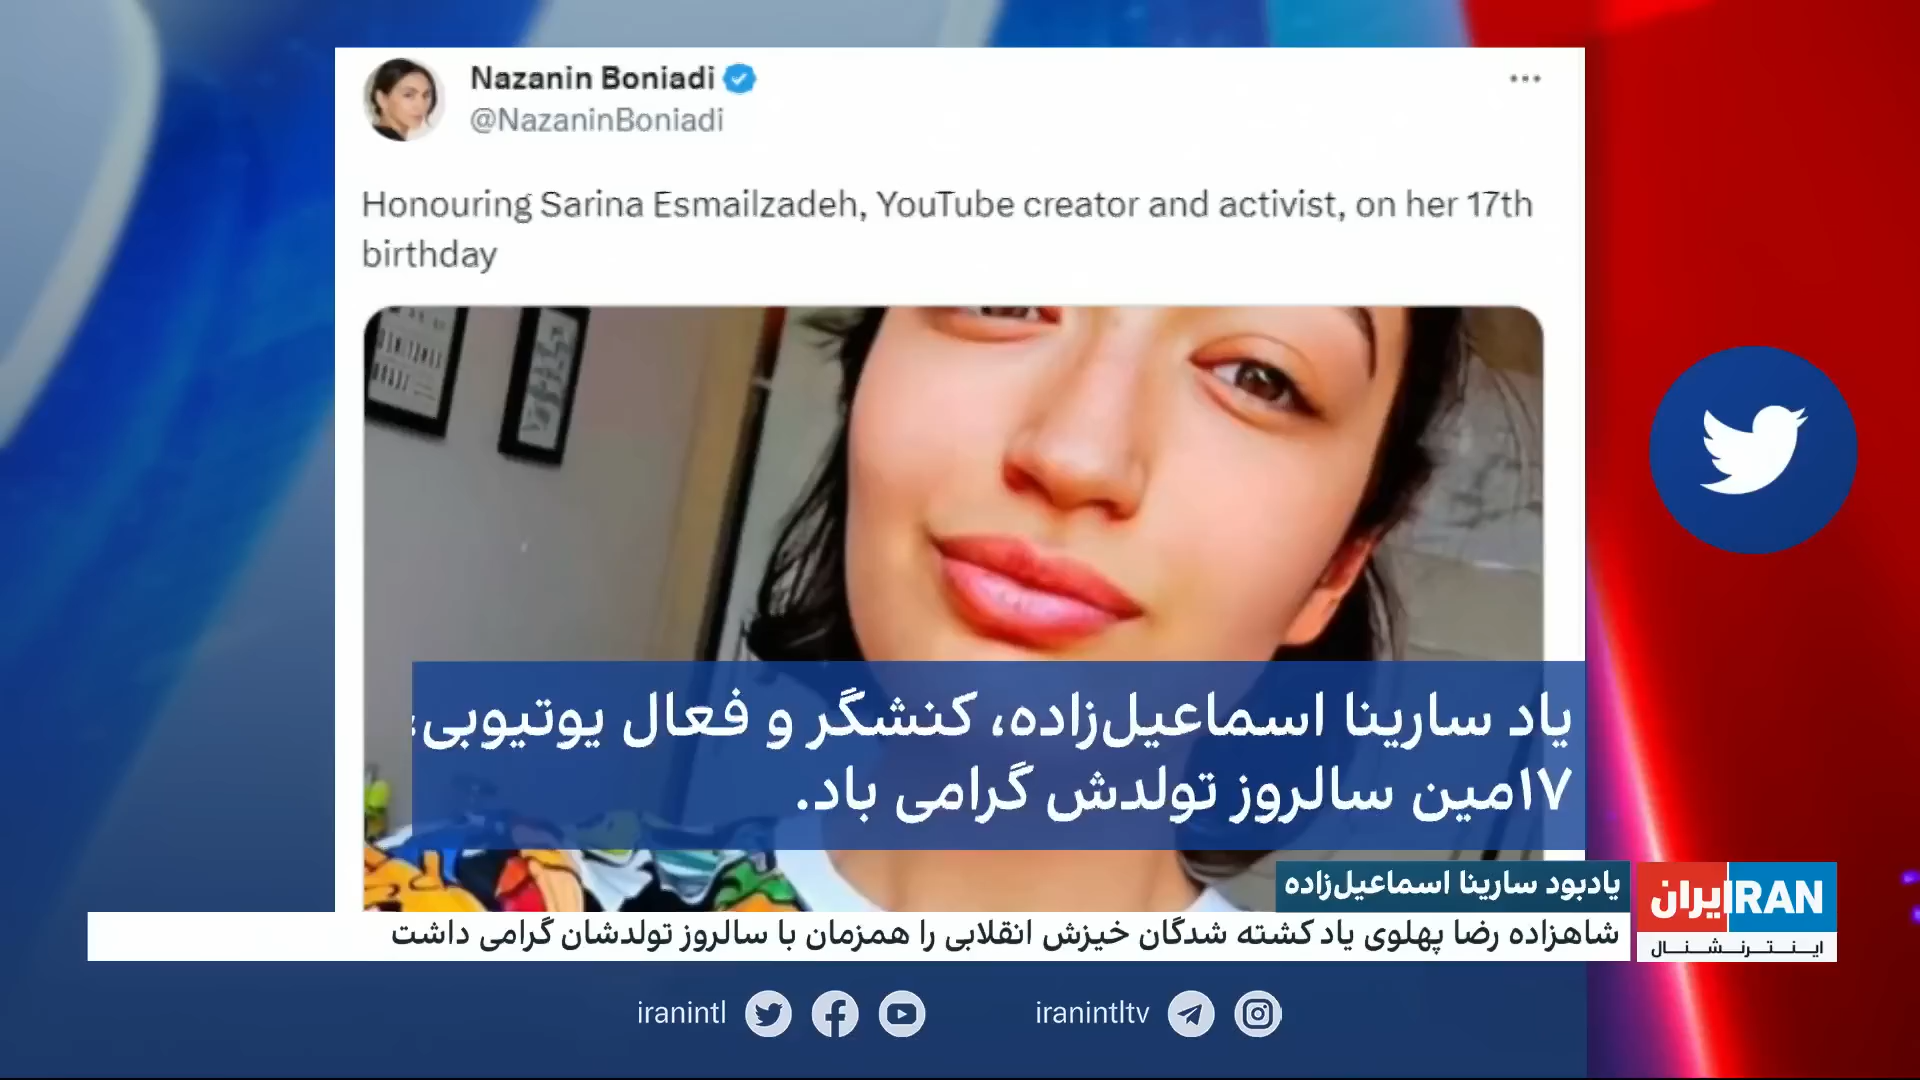 Nazanin Boniadi
@NazaninBoniadi
Honouring Sarina Esmailzadeh, YouTube creator and activist, on her 17th
birthday
یاد سارینا اسماعیل‌زاده، کنشگر و فعال یوتیوبی،
۱۷مین سالروز تولدش گرامی باد.
یادبود سارینا اسماعیل‌زاده
شاهزاده رضا پهلوی یاد کشته شدگان خیزش انقلابی را همزمان با سالروز تولدشان گرامی داشت
ایران IRAN
اینترنشنال
iranintl
iranintltv